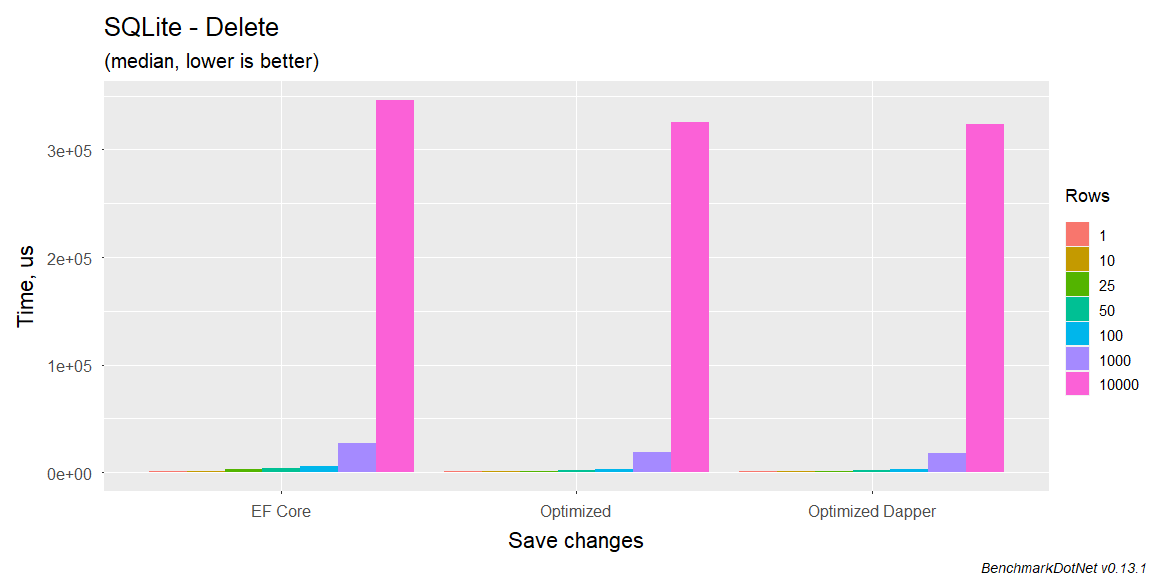 SQLite - Delete
(median, lower is better)
Time, us
3e+05
2e+05
1e+05
0e+00
EF Core
Optimized
Optimized Dapper
Save changes
Rows
1
10
25
50
100
1000
10000
BenchmarkDotNet v0.13.1